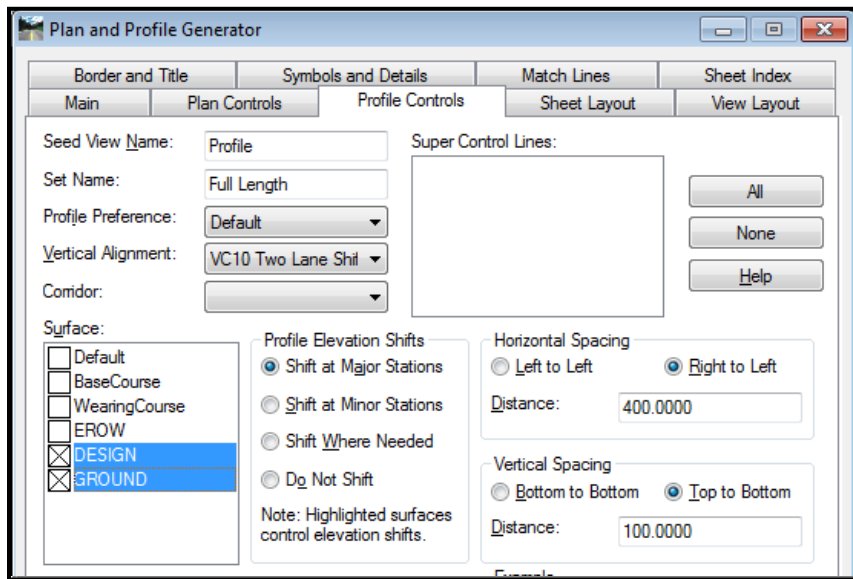 Plan and Profile Generator
Border and Title Symbols and Details Match Lines Sheet Index
Main Plan Controls Profile Controls Sheet Layout View Layout
Seed View Name: Profile Super Control Lines:
Set Name: Full Length All
Profile Preference: Default None
Vertical Alignment: VC10 Two Lane Shif Help
Corridor:
Surface: Profile Elevation Shifts Horizontal Spacing
Default Shift at Major Stations Left to Left Right to Left
BaseCourse
WearingCourse Shift at Minor Stations Distance: 400.0000
EROW Shift Where Needed
DESIGN Vertical Spacing
GROUND Do Not Shift Bottom to Bottom Top to Bottom
Note: Highlighted surfaces
control elevation shifts. Distance: 100.0000
Example